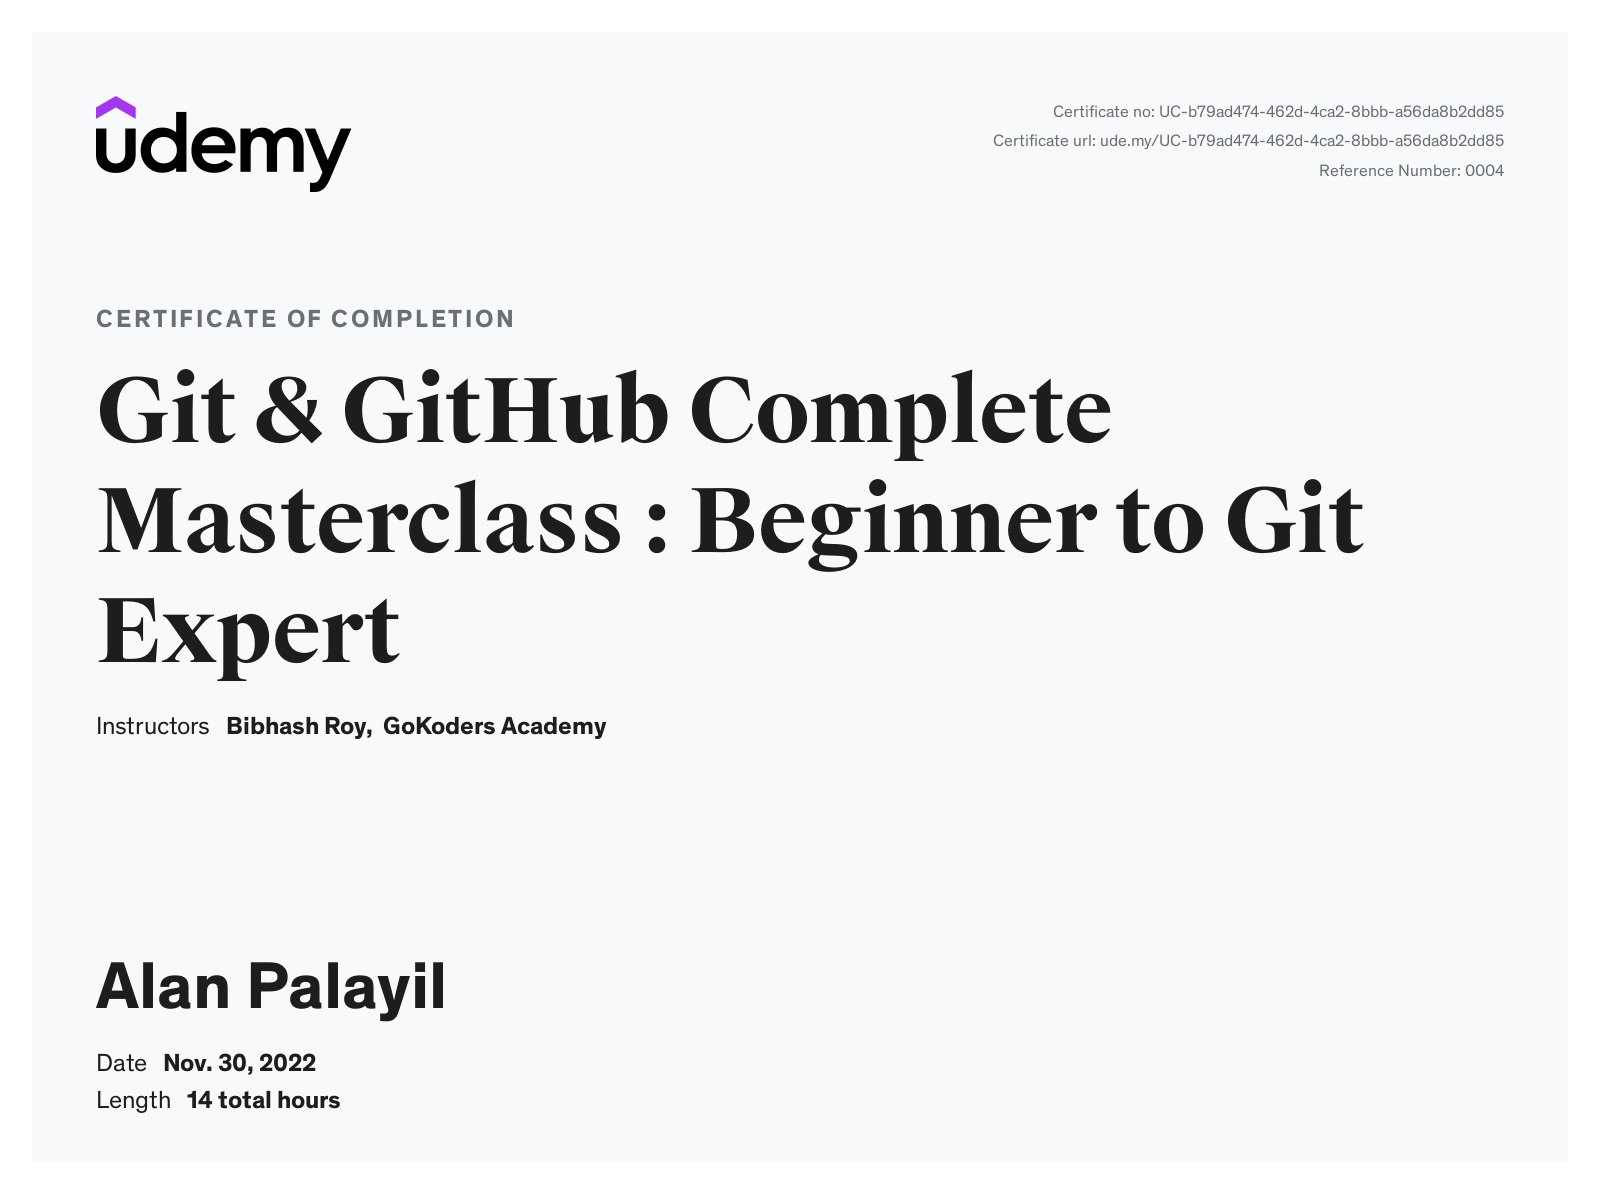 udemy
Certificate no: UC-b79ad474-462d-4ca2-8bbb-a56da8b2dd85
Certificate url: ude.my/UC-b79ad474-462d-4ca2-8bbb-a56da8b2dd85
Reference Number: 0004
CERTIFICATE OF COMPLETION
Git & GitHub Complete
Masterclass : Beginner to Git
Expert
Instructors Bibhash Roy, GoKoders Academy
Alan Palayil
Date Nov. 30, 2022
Length 14 total hours